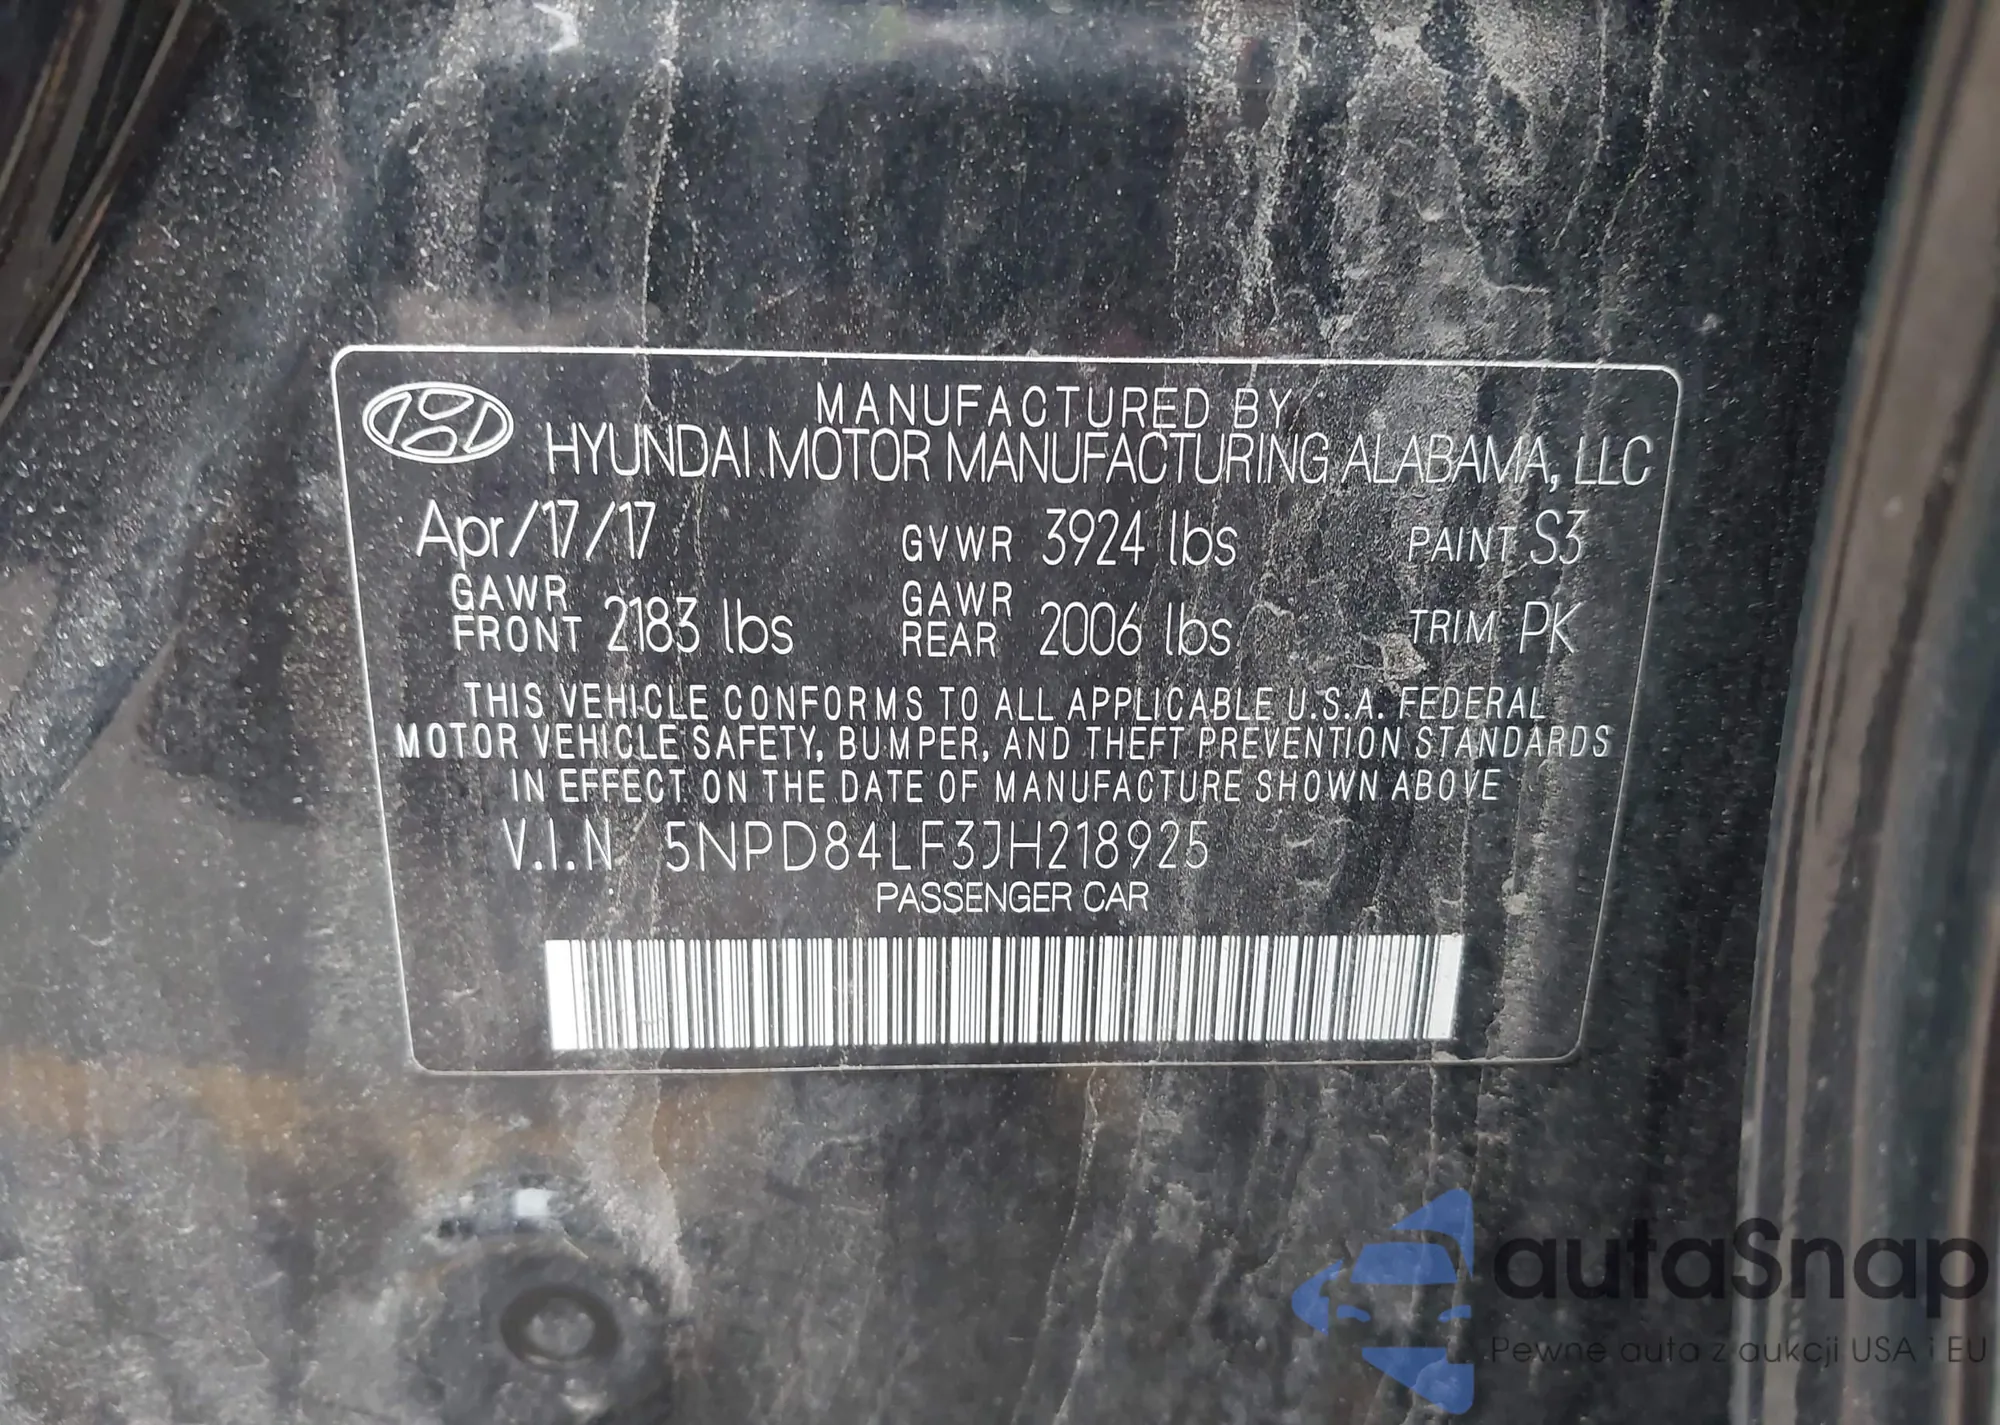 MANUFACTURED BY
HYUNDAI MOTOR MANUFACTURING ALABAMA, LLC
Apr/17/17 GVWR 3924 lbs PAINT S3
GAWR FRONT 2183 lbs GAWR REAR 2006 lbs TRIM PK
THIS VEHICLE CONFORMS TO ALL APPLICABLE U.S.A. FEDERAL
MOTOR VEHICLE SAFETY, BUMPER, AND THEFT PREVENTION STANDARDS
IN EFFECT ON THE DATE OF MANUFACTURE SHOWN ABOVE
V.I.N. 5NPD84LF3JH218925
PASSENGER CAR
autaSnap
Pewne auta z aukcji USA i EU